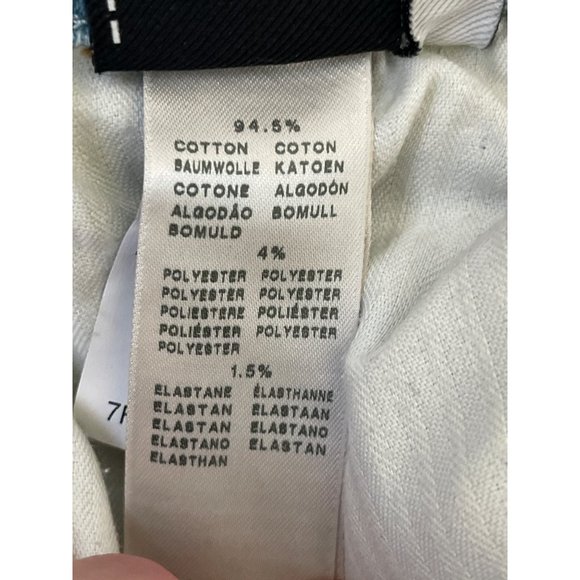 94.5%
COTTON COTON
BAUMWOLLE KATOEN
COTONE ALGODÓN
ALGODÃO BOMULL
BOMULD
4%
POLYESTER POLYESTER
POLYESTER POLYESTER
POLIESTERE POLIÉSTER
POLIÉSTER POLYESTER
POLYESTER
1.5%
ELASTANE ÉLASTHANNE
ELASTAN ELASTAAN
ELASTAN ELASTANO
ELASTANO ELASTAN
ELASTHAN